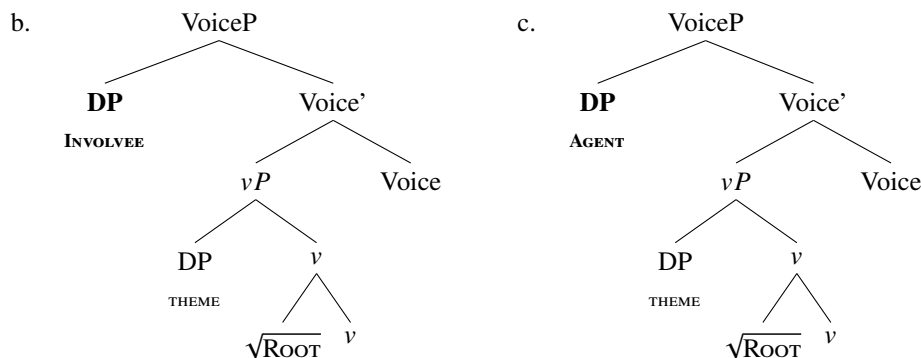 b. VoiceP c. VoiceP
DP Voice' DP Voice'
INVOLVEE AGENT
vP Voice vP Voice
DP v DP v
THEME THEME
√ROOT v √ROOT v